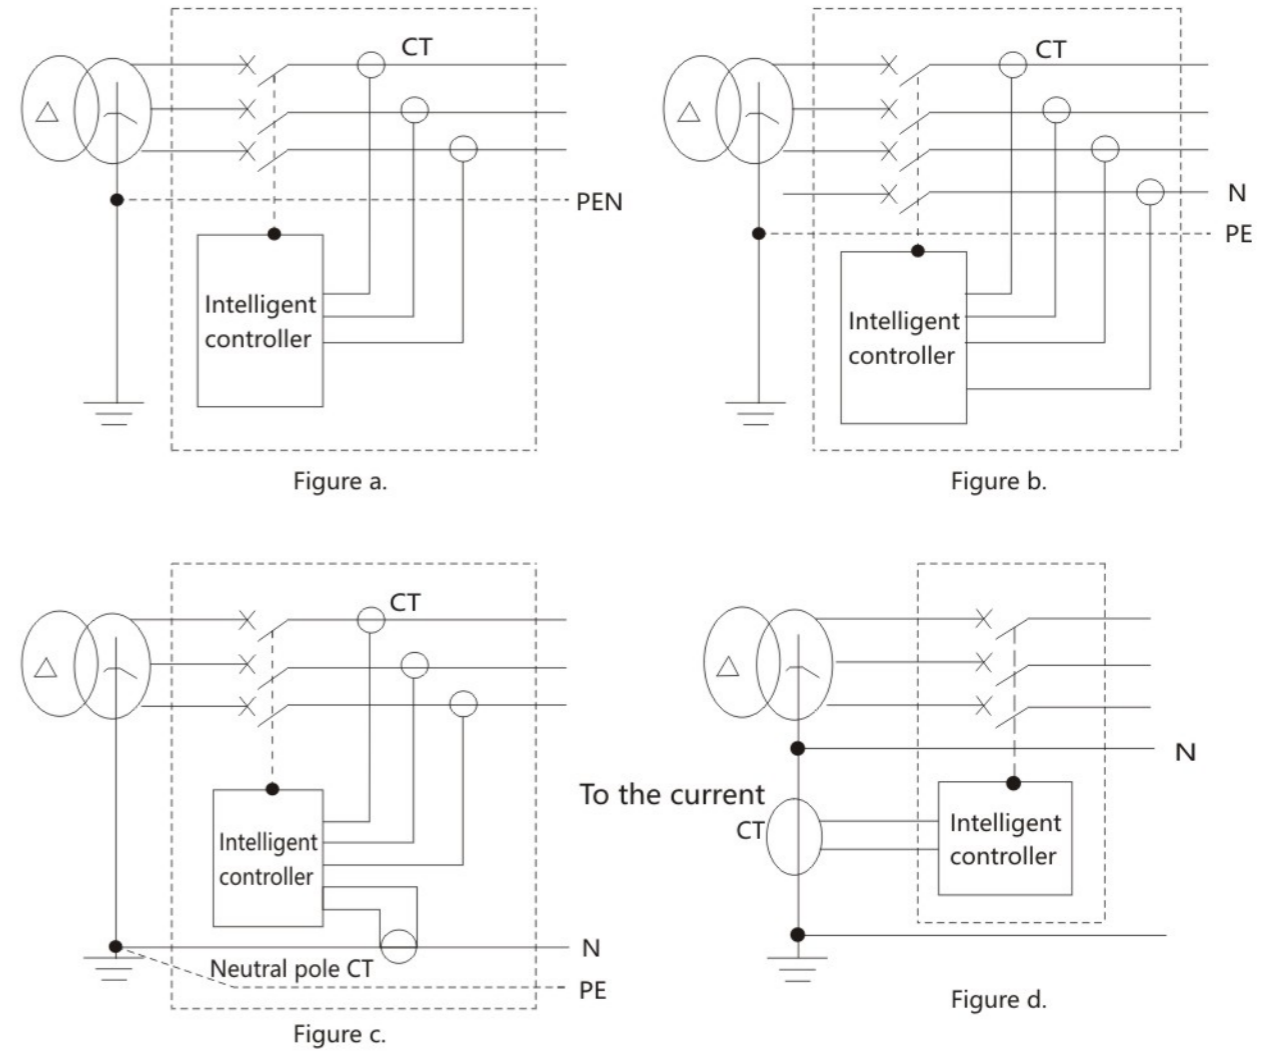 CT
PEN
Intelligent
controller
Figure a.
CT
N
PE
Intelligent
controller
Figure b.
CT
Intelligent
controller
N
Neutral pole CT
PE
Figure c.
N
To the current
CT
Intelligent
controller
Figure d.